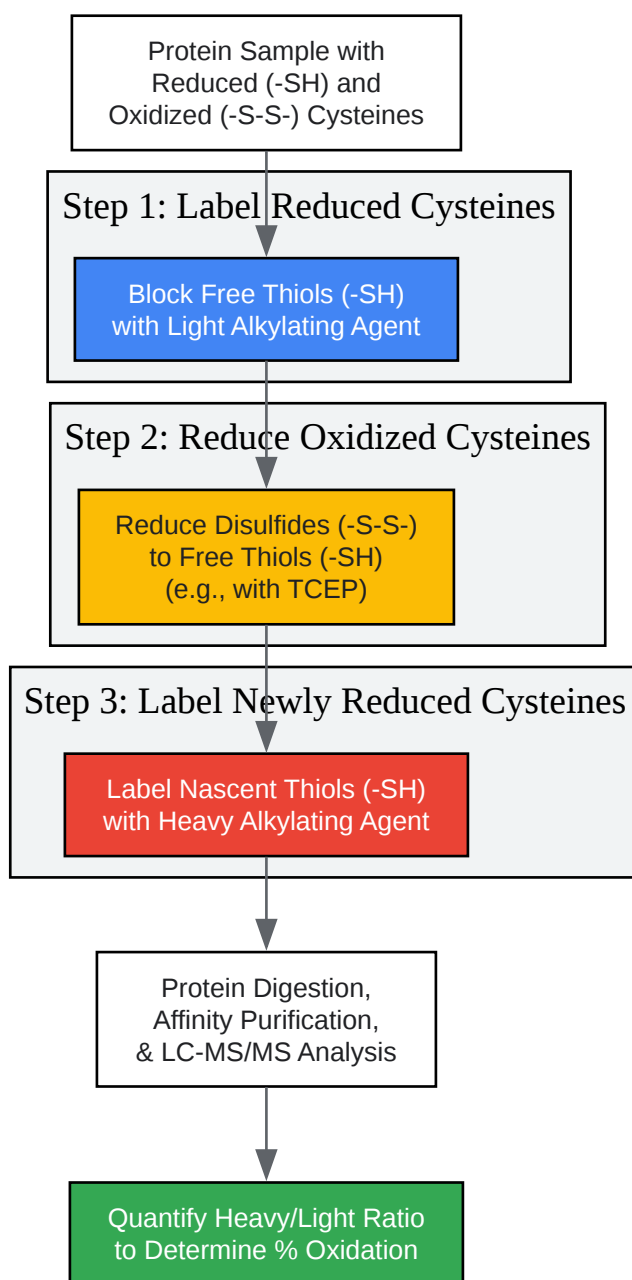 Protein Sample with
Reduced (-SH) and
Oxidized (-S-S-) Cysteines
Step 1: Label Reduced Cysteines
Block Free Thiols (-SH)
with Light Alkylating Agent
Step 2: Reduce Oxidized Cysteines
Reduce Disulfides (-S-S-)
to Free Thiols (-SH)
(e.g., with TCEP)
Step 3: Label Newly Reduced Cysteines
Label Nascent Thiols (-SH)
with Heavy Alkylating Agent
Protein Digestion,
Affinity Purification,
& LC-MS/MS Analysis
Quantify Heavy/Light Ratio
to Determine % Oxidation